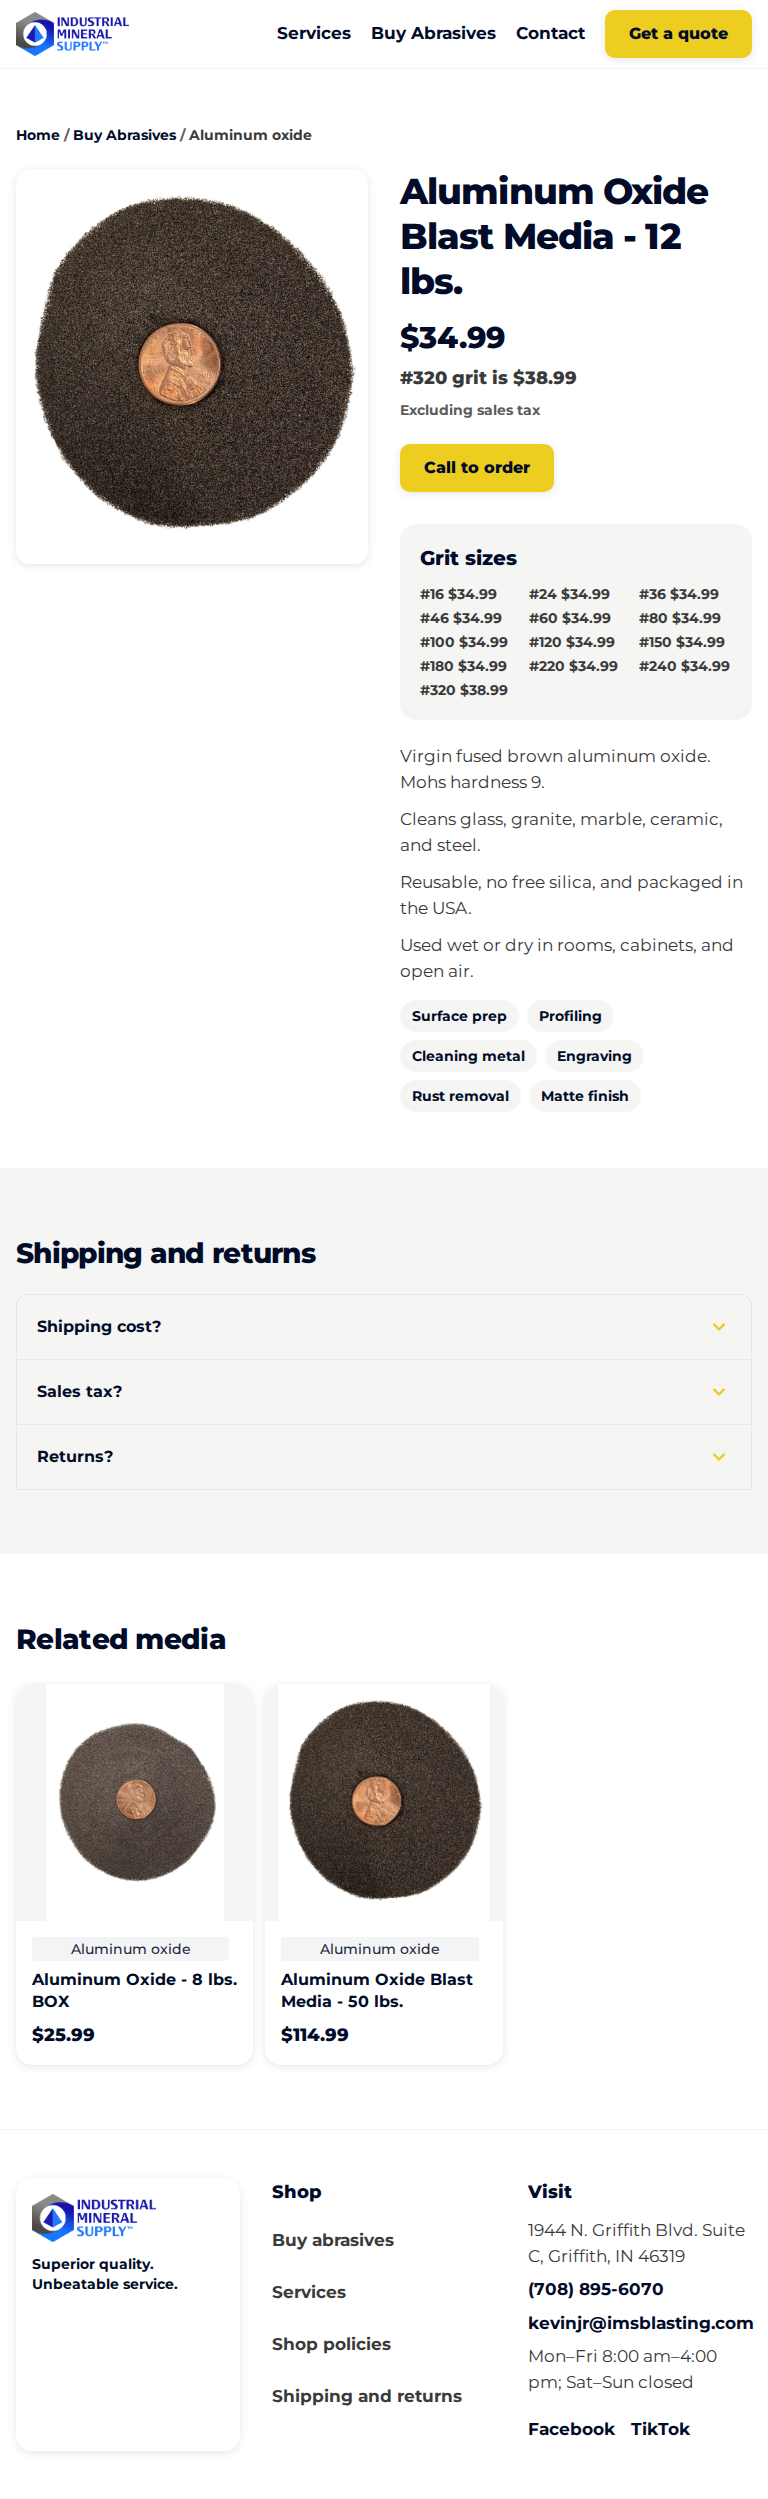 INDUSTRIAL
MINERAL
SUPPLY™
Services
Buy Abrasives
Contact
Get a quote
Home / Buy Abrasives / Aluminum oxide
Aluminum Oxide
Blast Media - 12
lbs.
$34.99
#320 grit is $38.99
Excluding sales tax
Call to order
Grit sizes
#16 $34.99 #24 $34.99 #36 $34.99
#46 $34.99 #60 $34.99 #80 $34.99
#100 $34.99 #120 $34.99 #150 $34.99
#180 $34.99 #220 $34.99 #240 $34.99
#320 $38.99
Virgin fused brown aluminum oxide.
Mohs hardness 9.
Cleans glass, granite, marble, ceramic,
and steel.
Reusable, no free silica, and packaged in
the USA.
Used wet or dry in rooms, cabinets, and
open air.
Surface prep
Profiling
Cleaning metal
Engraving
Rust removal
Matte finish
Shipping and returns
Shipping cost?
Sales tax?
Returns?
Related media
Aluminum oxide
Aluminum Oxide - 8 lbs.
BOX
$25.99
Aluminum oxide
Aluminum Oxide Blast
Media - 50 lbs.
$114.99
INDUSTRIAL
MINERAL
SUPPLY™
Superior quality.
Unbeatable service.
Shop
Buy abrasives
Services
Shop policies
Shipping and returns
Visit
1944 N. Griffith Blvd. Suite
C, Griffith, IN 46319
(708) 895-6070
kevinjr@imsblasting.com
Mon–Fri 8:00 am–4:00
pm; Sat–Sun closed
Facebook TikTok